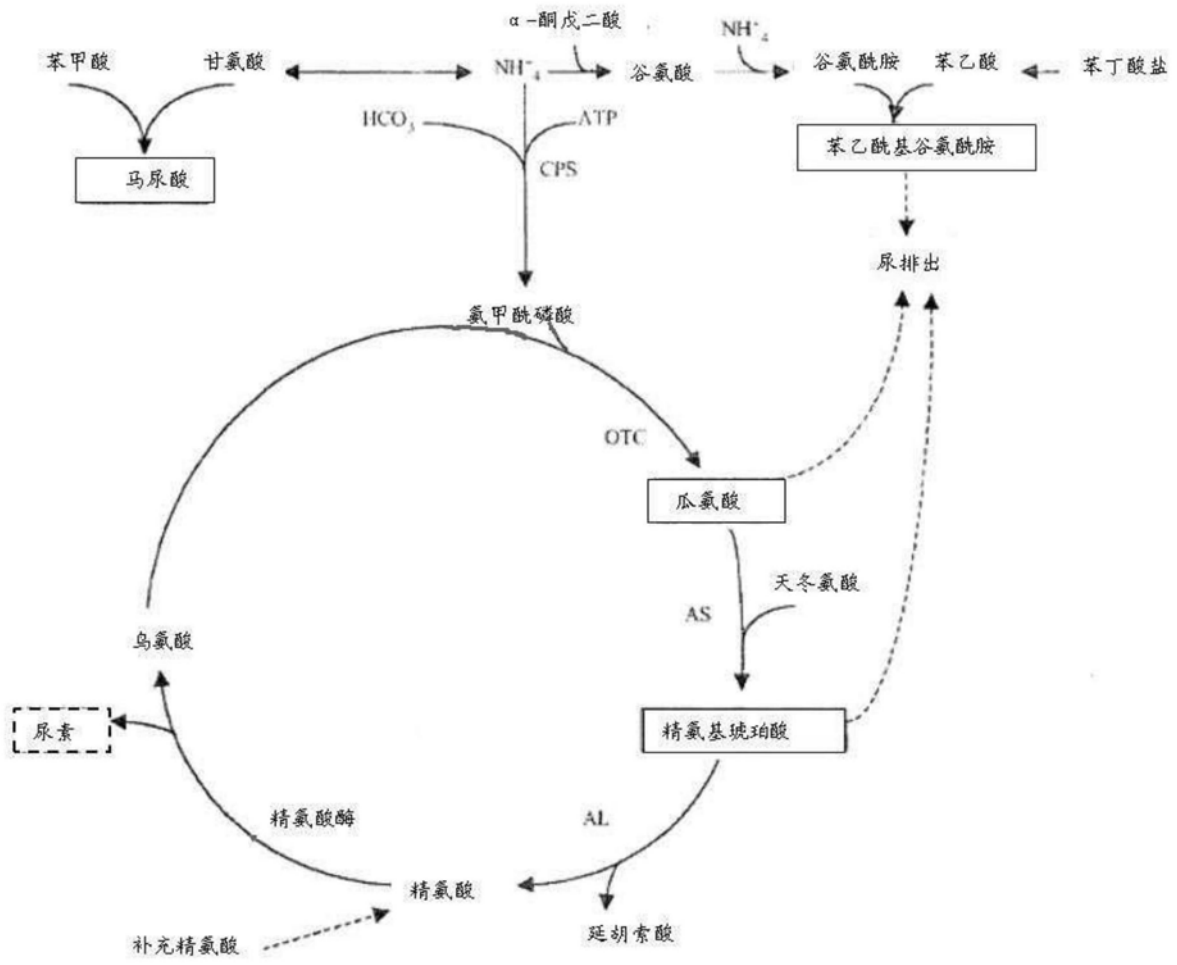 α-酮戊二酸
NH⁺₄
苯甲酸
甘氨酸
NH⁺₄
谷氨酸
谷氨酰胺
苯乙酸
苯丁酸盐
HCO₃
ATP
苯乙酰基谷氨酰胺
马尿酸
CPS
尿排出
氨甲酰磷酸
OTC
瓜氨酸
天冬氨酸
AS
乌氨酸
尿素
精氨基琥珀酸
精氨酸酶
AL
精氨酸
补充精氨酸
延胡索酸